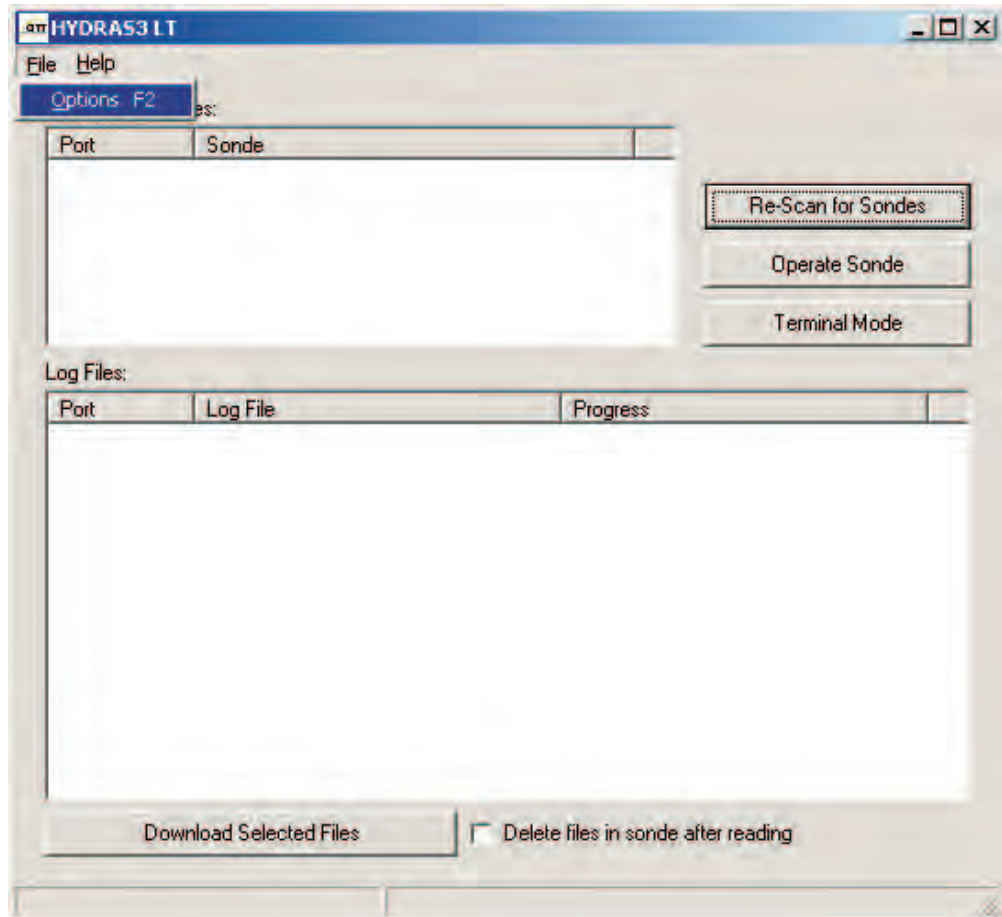 HYDRAS3 LT
File Help
Options F2
es:
Port Sonde
Re-Scan for Sondes
Operate Sonde
Terminal Mode
Log Files:
Port Log File Progress
Download Selected Files Delete files in sonde after reading